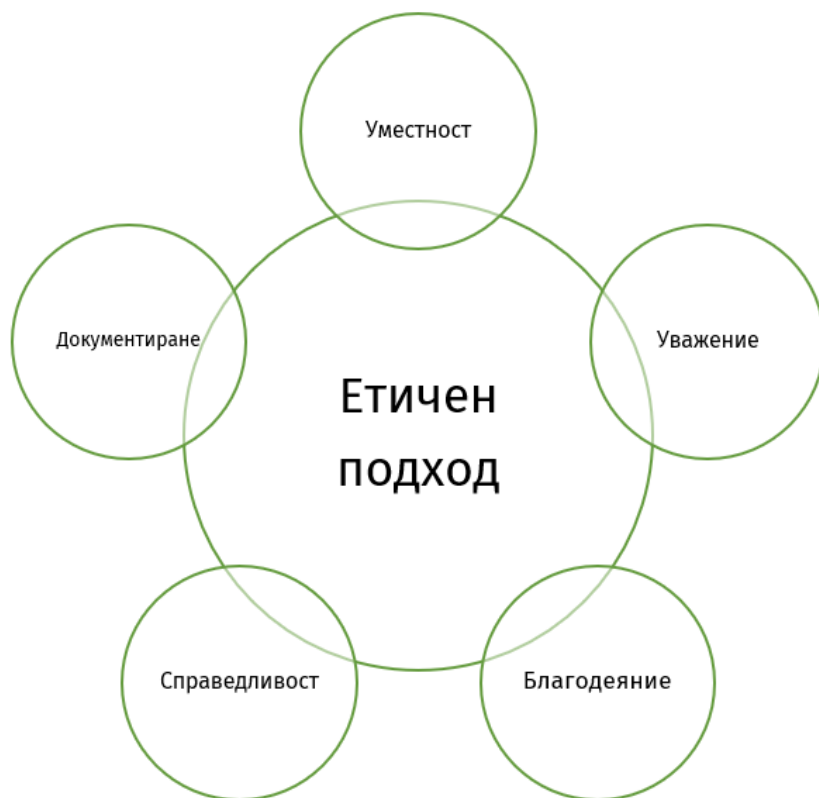 Уместност
Документиране
Уважение
Етичен
подход
Справедливост
Благодеяние